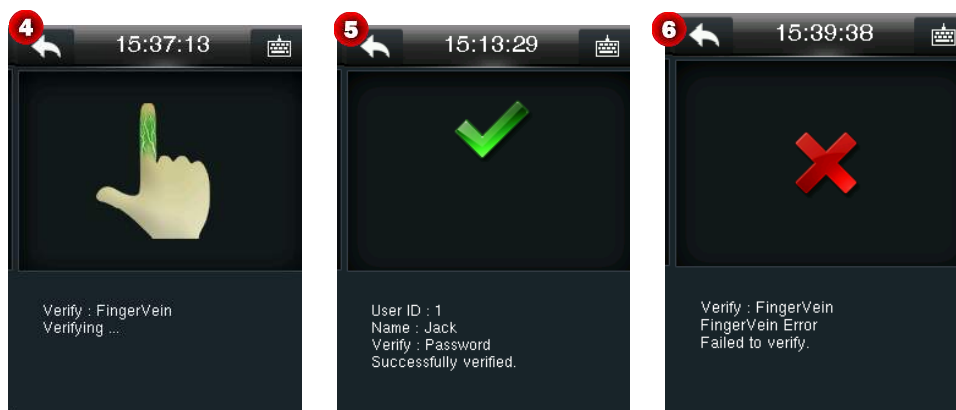 4
15:37:13
Verify : FingerVein
Verifying ...
5
15:13:29
User ID : 1
Name : Jack
Verify : Password
Successfully verified.
6
15:39:38
Verify : FingerVein
FingerVein Error
Failed to verify.